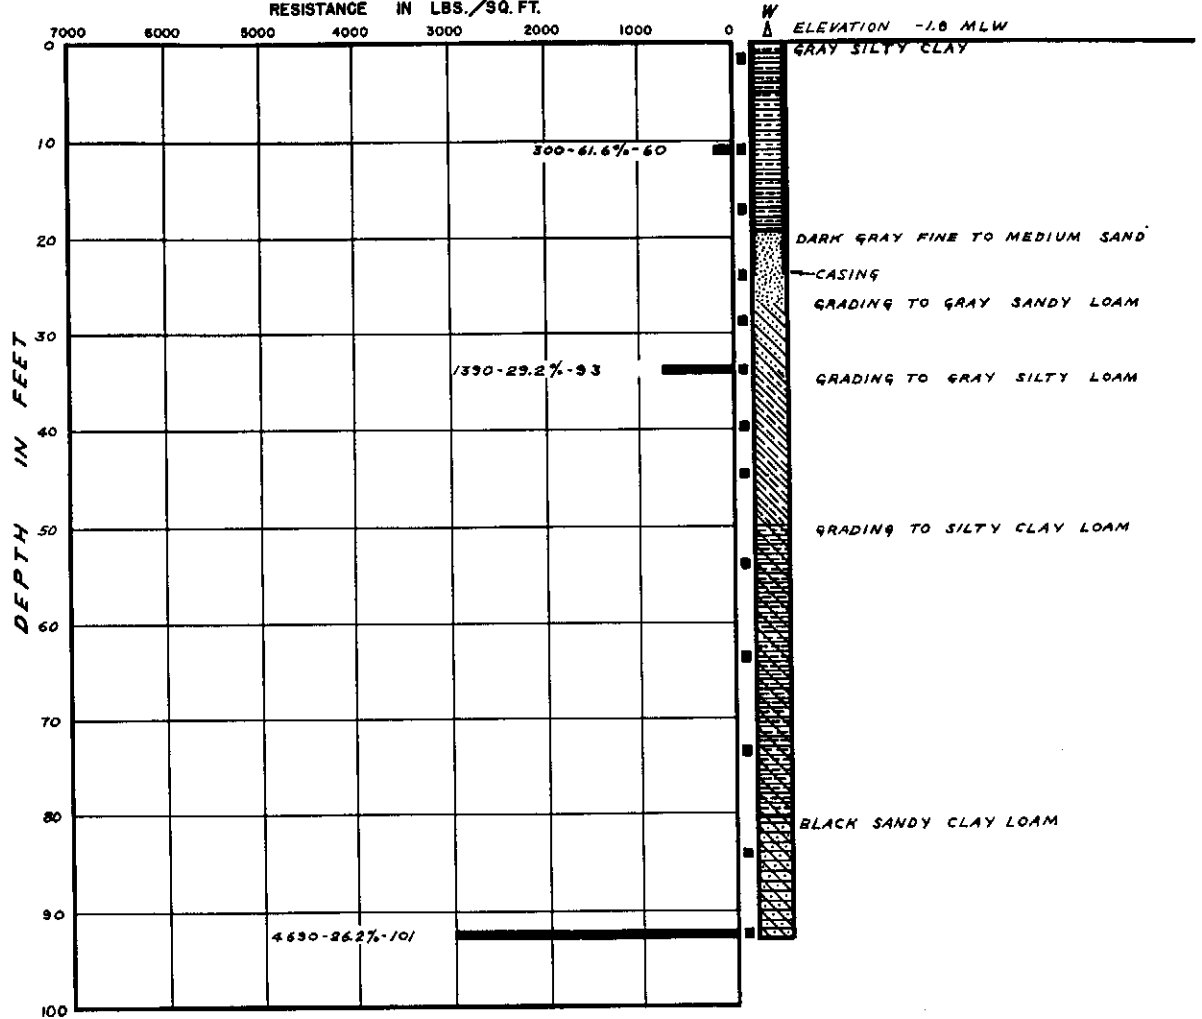 RESISTANCE IN LBS./SQ. FT.
7000 6000 5000 4000 3000 2000 1000 0
W
ELEVATION -1.8 MLW
0
GRAY SILTY CLAY
10
300-61.6%-60
20
DARK GRAY FINE TO MEDIUM SAND
CASING
GRADING TO GRAY SANDY LOAM
30
1390-29.2%-93
GRADING TO GRAY SILTY LOAM
40
50
GRADING TO SILTY CLAY LOAM
60
70
80
BLACK SANDY CLAY LOAM
90
4690-26.2%-101
100
DEPTH IN FEET